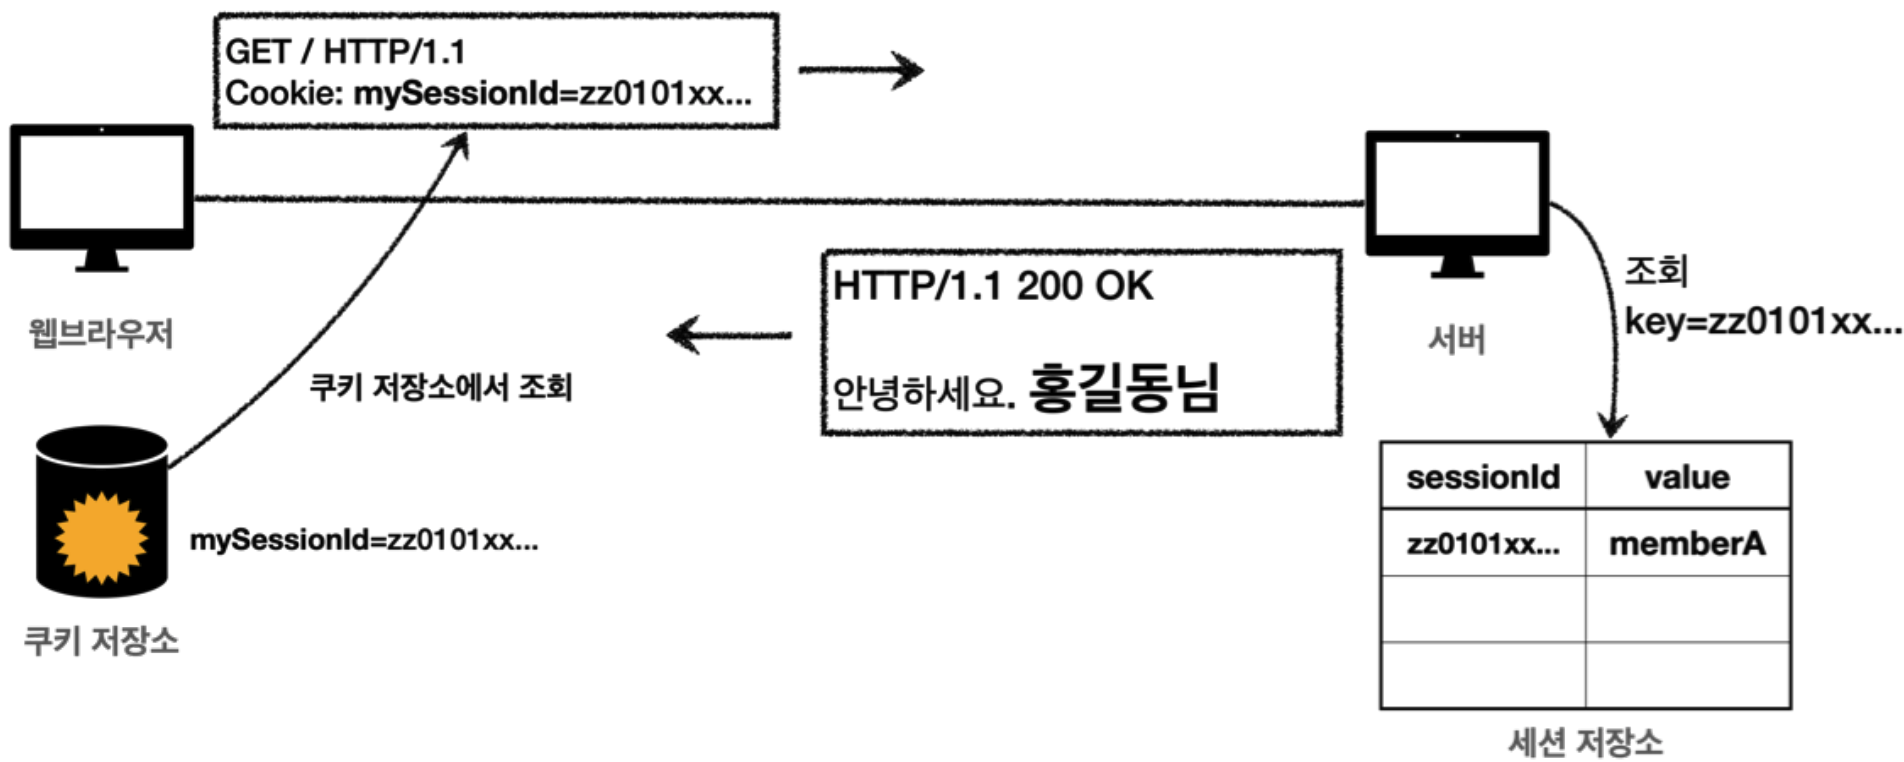 GET / HTTP/1.1
Cookie: mySessionId=zz0101xx...
웹브라우저
쿠키 저장소에서 조회
mySessionId=zz0101xx...
쿠키 저장소
HTTP/1.1 200 OK
안녕하세요. 홍길동님
서버
조회
key=zz0101xx...
sessionId value
zz0101xx... memberA
세션 저장소